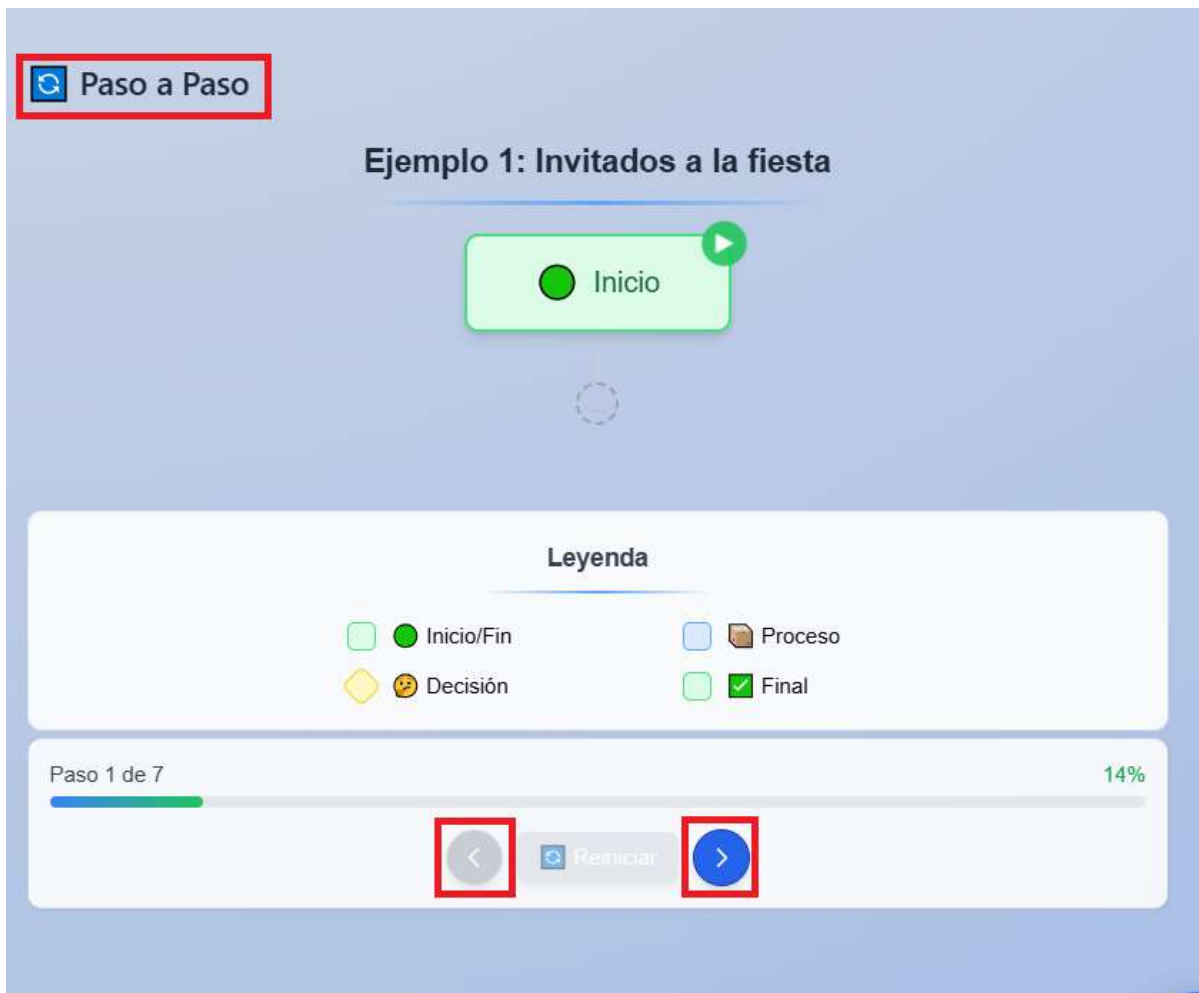 Paso a Paso
Ejemplo 1: Invitados a la fiesta
Inicio
Leyenda
Inicio/Fin
Proceso
Decisión
Final
Paso 1 de 7
14%
Reiniciar